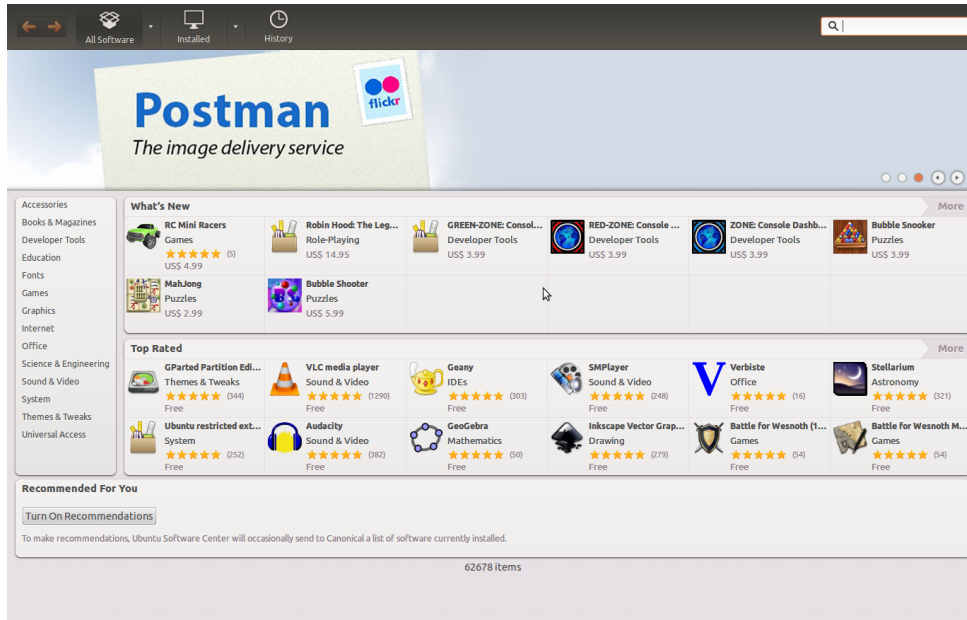 All Software
Installed
History
Postman
flickr
The image delivery service
Accessories
Books & Magazines
Developer Tools
Education
Fonts
Games
Graphics
Internet
Office
Science & Engineering
Sound & Video
System
Themes & Tweaks
Universal Access
What's New
More
RC Mini Racers
Games
(5)
US$ 4.99
Robin Hood: The Leg...
Role-Playing
US$ 14.95
GREEN-ZONE: Consol...
Developer Tools
US$ 3.99
RED-ZONE: Console ...
Developer Tools
US$ 3.99
ZONE: Console Dashb...
Developer Tools
US$ 3.99
Bubble Snooker
Puzzles
US$ 3.99
MahJong
Puzzles
US$ 2.99
Bubble Shooter
Puzzles
US$ 5.99
Top Rated
More
GParted Partition Edi...
Themes & Tweaks
(344)
Free
VLC media player
Sound & Video
(1290)
Free
Geany
IDEs
(303)
Free
SMPlayer
Sound & Video
(248)
Free
Verbiste
Office
(16)
Free
Stellarium
Astronomy
(321)
Free
Ubuntu restricted ext...
System
(252)
Free
Audacity
Sound & Video
(382)
Free
GeoGebra
Mathematics
(50)
Free
Inkscape Vector Grap...
Drawing
(279)
Free
Battle for Wesnoth (1...
Games
(54)
Free
Battle for Wesnoth M...
Games
(54)
Free
Recommended For You
Turn On Recommendations
To make recommendations, Ubuntu Software Center will occasionally send to Canonical a list of software currently installed.
62678 items